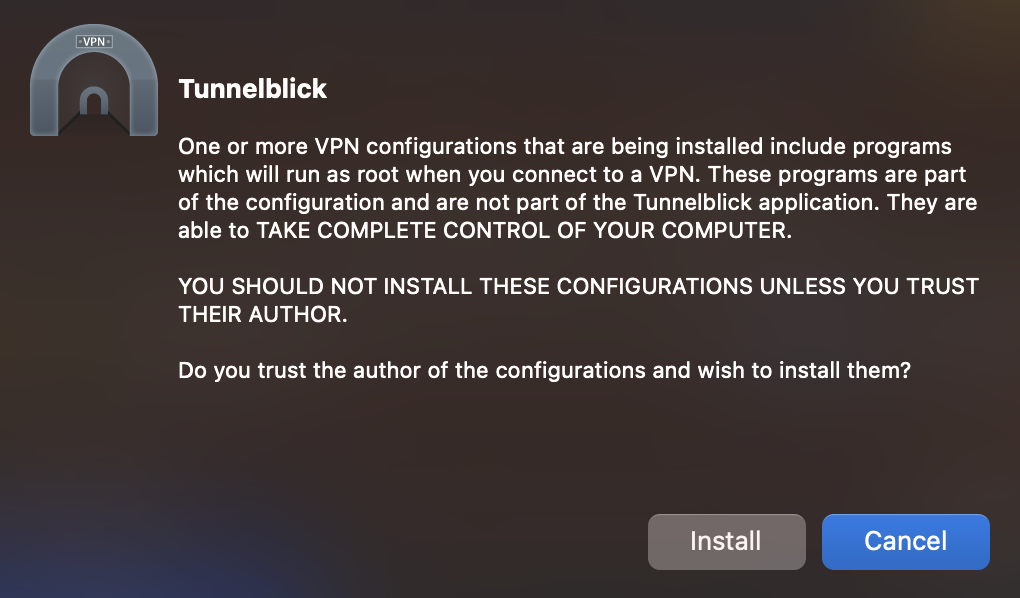 VPN
Tunnelblick
One or more VPN configurations that are being installed include programs
which will run as root when you connect to a VPN. These programs are part
of the configuration and are not part of the Tunnelblick application. They are
able to TAKE COMPLETE CONTROL OF YOUR COMPUTER.
YOU SHOULD NOT INSTALL THESE CONFIGURATIONS UNLESS YOU TRUST
THEIR AUTHOR.
Do you trust the author of the configurations and wish to install them?
Install
Cancel